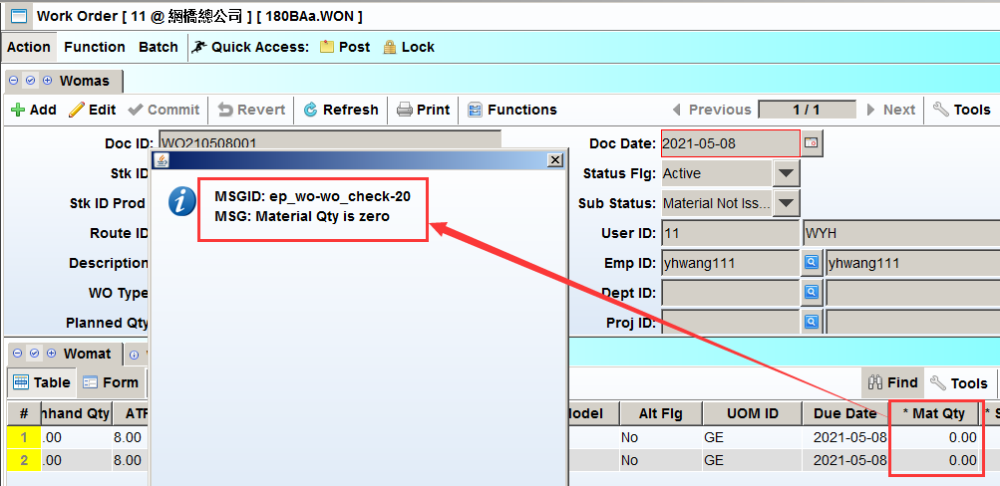 Work Order [ 11 @ 網橋總公司 ] [ 180BAa.WON ]
Action Function Batch Quick Access: Post Lock
Womas
Add Edit Commit Revert Refresh Print Functions Previous 1 / 1 Next Tools
Doc ID: WO210508001 Doc Date: 2021-05-08
Stk ID Status Flg: Active
Stk ID Prod Sub Status: Material Not Iss...
Route ID User ID: 11 WYH
Description Emp ID: yhwang111 yhwang111
WO Type Dept ID:
Planned Qty Proj ID:
MSGID: ep_wo-wo_check-20
MSG: Material Qty is zero
Womat
Table Form Find Tools
# nhand Qty ATP odel Alt Flg UOM ID Due Date * Mat Qty * S
1 .00 8.00 No GE 2021-05-08 0.00
2 .00 8.00 No GE 2021-05-08 0.00